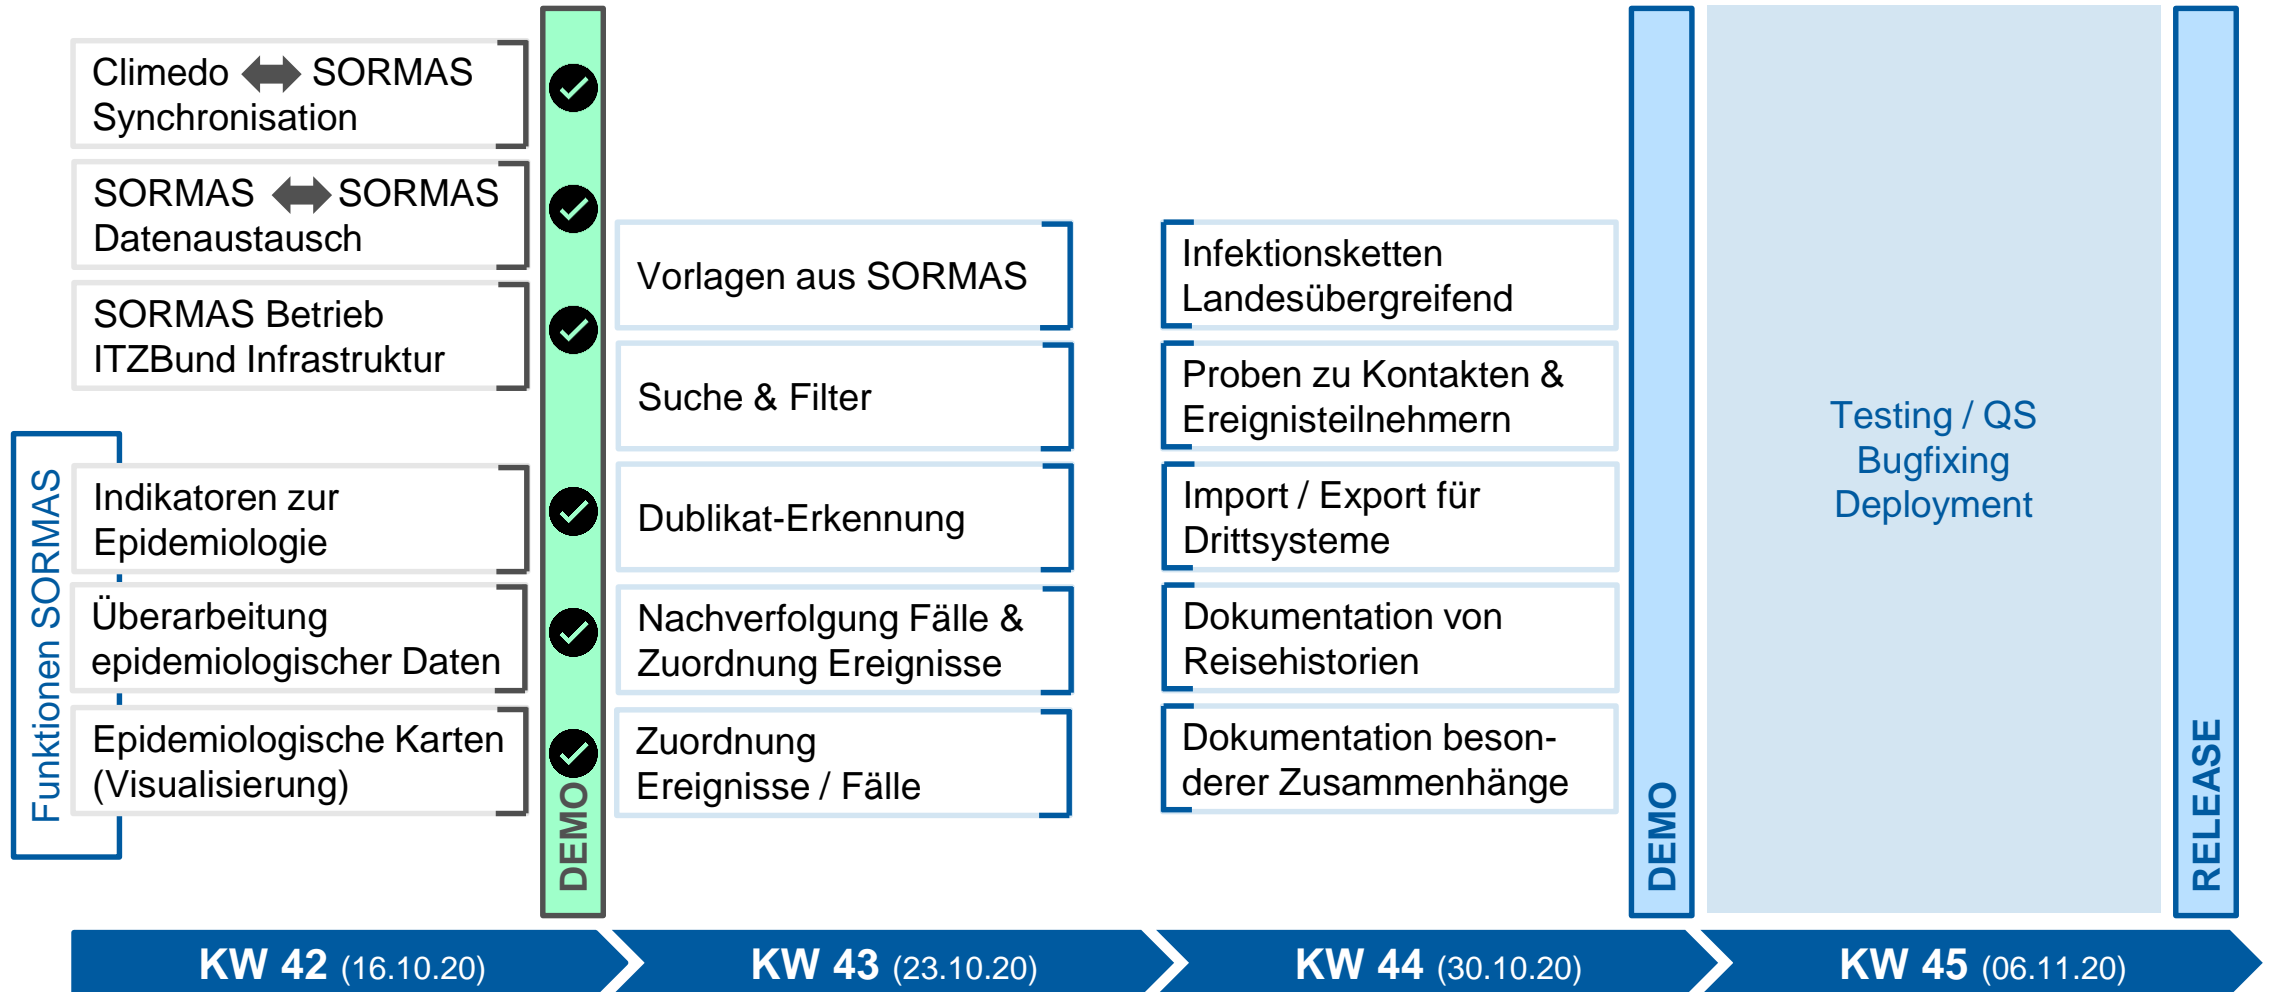 Climedo SORMAS
Synchronisation
SORMAS SORMAS
Datenaustausch
SORMAS Betrieb
ITZBund Infrastruktur
Funktionen SORMAS
Indikatoren zur
Epidemiologie
Überarbeitung
epidemiologischer Daten
Epidemiologische Karten
(Visualisierung)
DEMO
Vorlagen aus SORMAS
Suche & Filter
Dublikat-Erkennung
Nachverfolgung Fälle &
Zuordnung Ereignisse
Zuordnung
Ereignisse / Fälle
Infektionsketten
Landesübergreifend
Proben zu Kontakten &
Ereignisteilnehmern
Import / Export für
Drittsysteme
Dokumentation von
Reisehistorien
Dokumentation beson-
derer Zusammenhänge
DEMO
Testing / QS
Bugfixing
Deployment
RELEASE
KW 42 (16.10.20)
KW 43 (23.10.20)
KW 44 (30.10.20)
KW 45 (06.11.20)